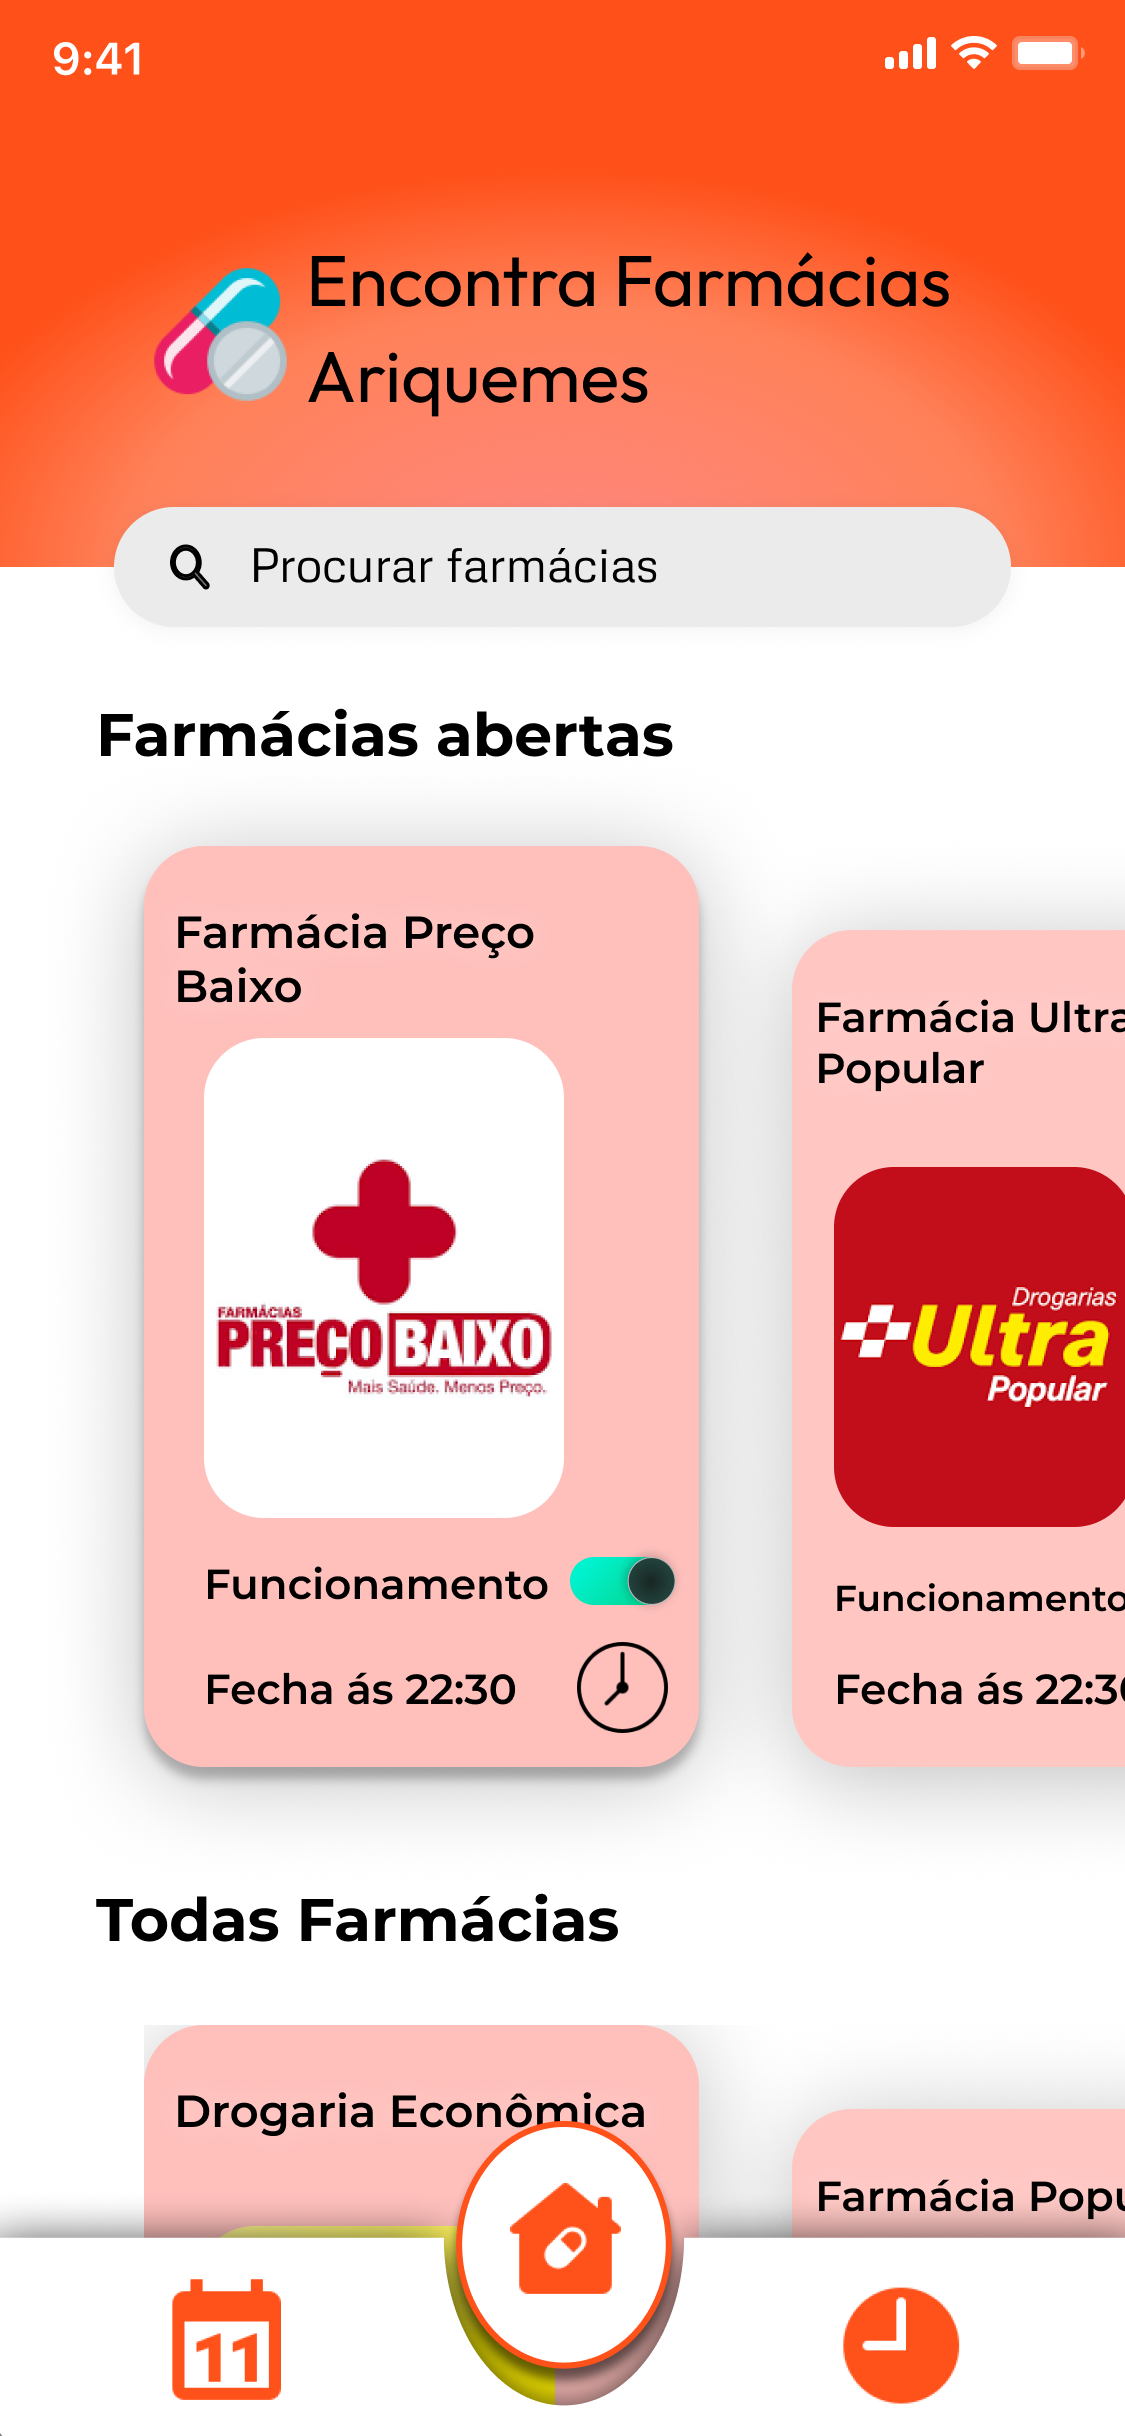 9:41
Encontra Farmácias
Ariquemes
Procurar farmácias
Farmácias abertas
Farmácia Preço
Baixo
FARMÁCIAS
PREÇO BAIXO
Mais Saúde. Menos Preço.
Funcionamento
Fecha ás 22:30
Farmácia Ultra
Popular
Drogarias
Ultra
Popular
Funcionamento
Fecha ás 22:30
Todas Farmácias
Drogaria Econômica
Farmácia Popu
11